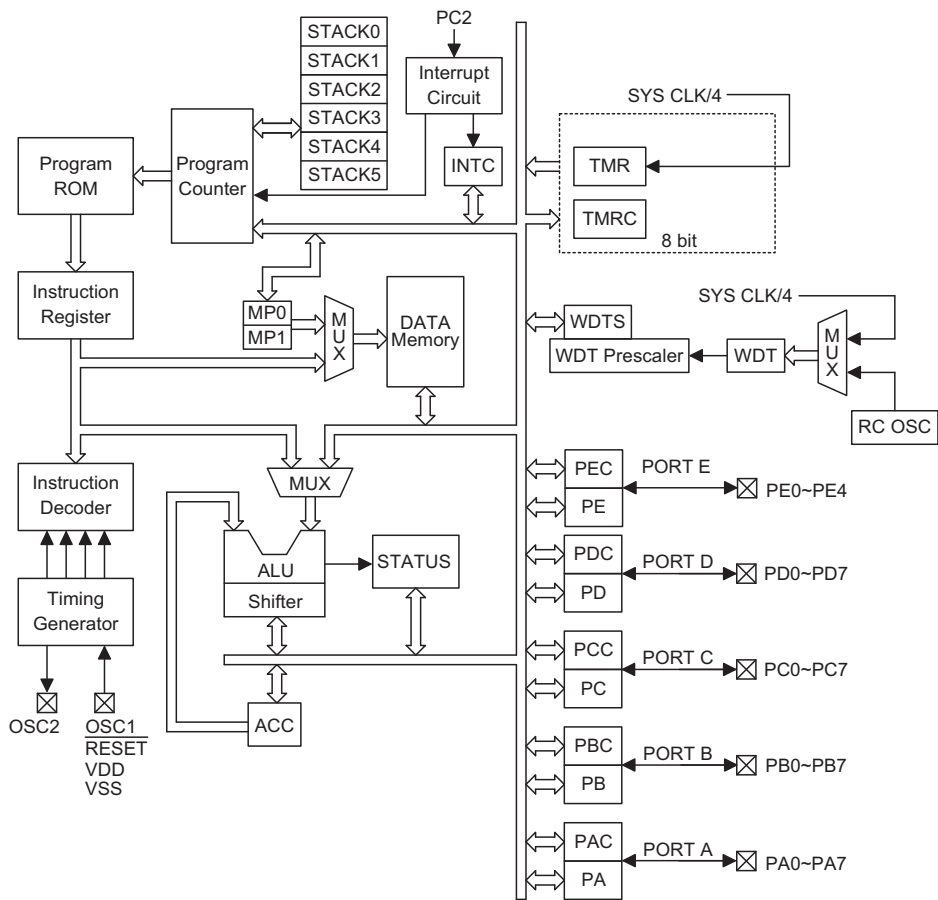 STACK0
STACK1
STACK2
STACK3
STACK4
STACK5
PC2
Interrupt
Circuit
INTC
SYS CLK/4
TMR
TMRC
8 bit
Program
ROM
Program
Counter
Instruction
Register
MP0
MP1
MUX
DATA
Memory
WDTS
WDT Prescaler
WDT
SYS CLK/4
MUX
RC OSC
Instruction
Decoder
MUX
ALU
Shifter
STATUS
Timing
Generator
OSC2
OSC1
RESET
VDD
VSS
ACC
PEC
PE
PORT E
PE0~PE4
PDC
PD
PORT D
PD0~PD7
PCC
PC
PORT C
PC0~PC7
PBC
PB
PORT B
PB0~PB7
PAC
PA
PORT A
PA0~PA7